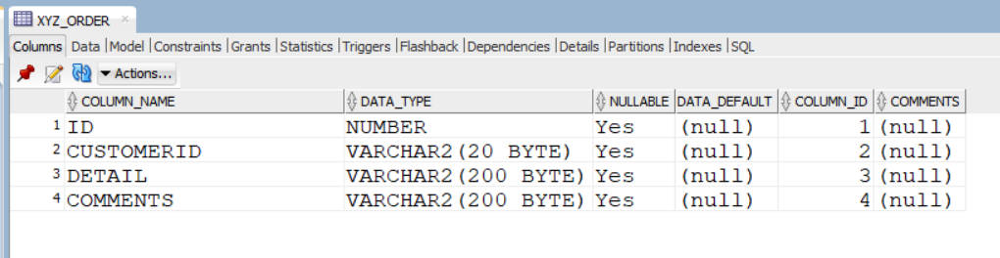 XYZ_ORDER
Columns Data Model Constraints Grants Statistics Triggers Flashback Dependencies Details Partitions Indexes SQL
Actions...
COLUMN_NAME DATA_TYPE NULLABLE DATA_DEFAULT COLUMN_ID COMMENTS
1 ID NUMBER Yes (null) 1 (null)
2 CUSTOMERID VARCHAR2(20 BYTE) Yes (null) 2 (null)
3 DETAIL VARCHAR2(200 BYTE) Yes (null) 3 (null)
4 COMMENTS VARCHAR2(200 BYTE) Yes (null) 4 (null)